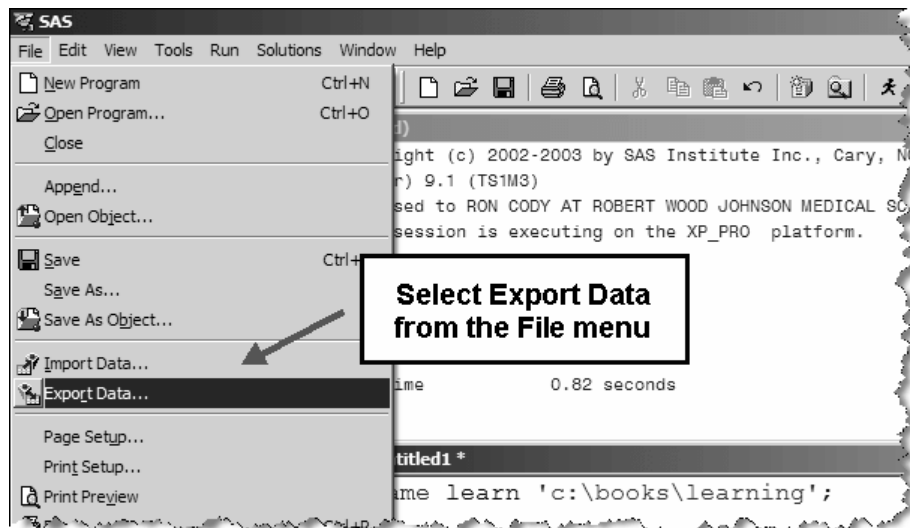 SAS
File Edit View Tools Run Solutions Window Help
New Program Ctrl+N
Open Program... Ctrl+O
Close
Append...
Open Object...
Save Ctrl+
Save As...
Save As Object...
Import Data...
Export Data...
Page Setup...
Print Setup...
Print Preview
ight (c) 2002-2003 by SAS Institute Inc., Cary, N
r) 9.1 (TS1M3)
sed to RON CODY AT ROBERT WOOD JOHNSON MEDICAL SC
session is executing on the XP_PRO platform.
Select Export Data
from the File menu
ime 0.82 seconds
titled1 *
ame learn 'c:\books\learning';